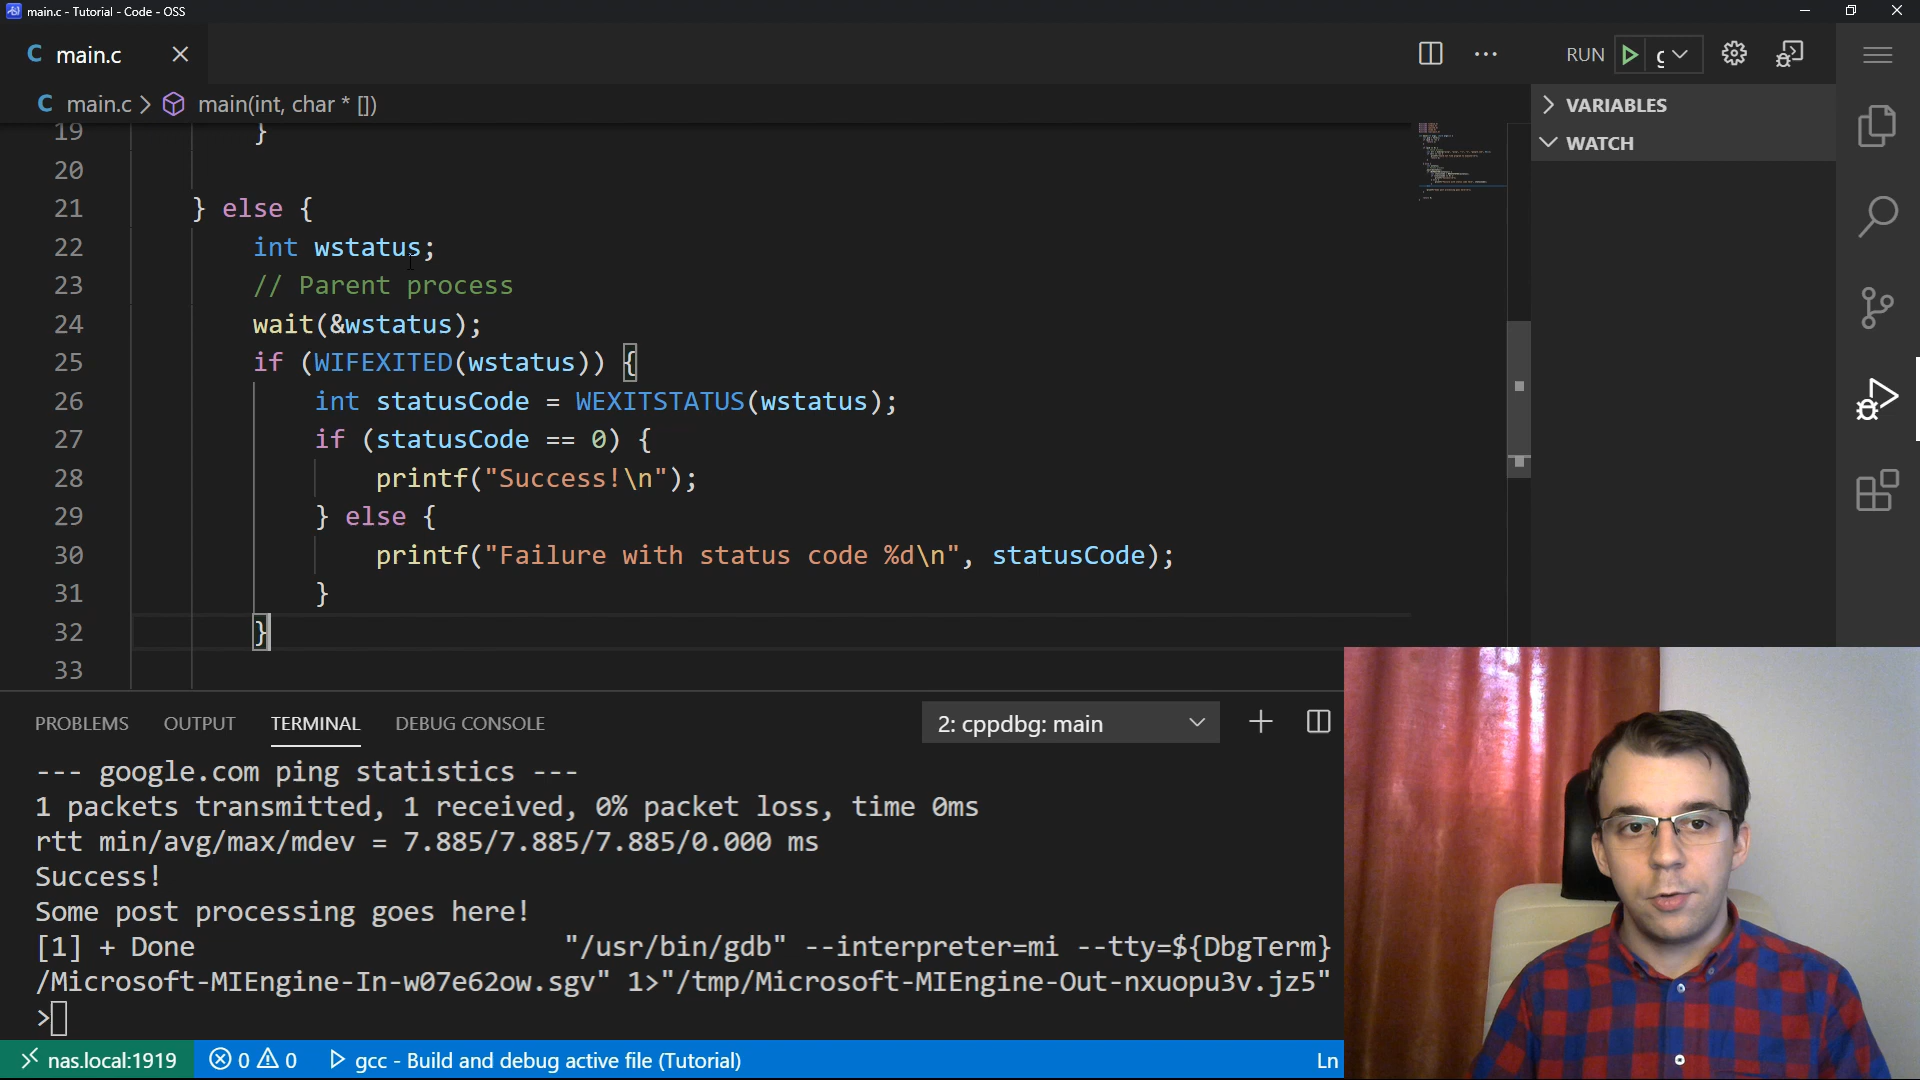 main.c - Tutorial - Code - OSS
C main.c
RUN
C main.c > main(int, char * [])
VARIABLES
WATCH
19 }
20
21 } else {
22 int wstatus;
23 // Parent process
24 wait(&wstatus);
25 if (WIFEXITED(wstatus)) {
26 int statusCode = WEXITSTATUS(wstatus);
27 if (statusCode == 0) {
28 printf("Success!\n");
29 } else {
30 printf("Failure with status code %d\n", statusCode);
31 }
32 }
33
PROBLEMS OUTPUT TERMINAL DEBUG CONSOLE 2: cppdbg: main
--- google.com ping statistics ---
1 packets transmitted, 1 received, 0% packet loss, time 0ms
rtt min/avg/max/mdev = 7.885/7.885/7.885/0.000 ms
Success!
Some post processing goes here!
[1] + Done "/usr/bin/gdb" --interpreter=mi --tty=${DbgTerm}
/Microsoft-MIEngine-In-w07e62ow.sgv" 1>"/tmp/Microsoft-MIEngine-Out-nxuopu3v.jz5"
>
nas.local:1919 0 0 gcc - Build and debug active file (Tutorial) Ln